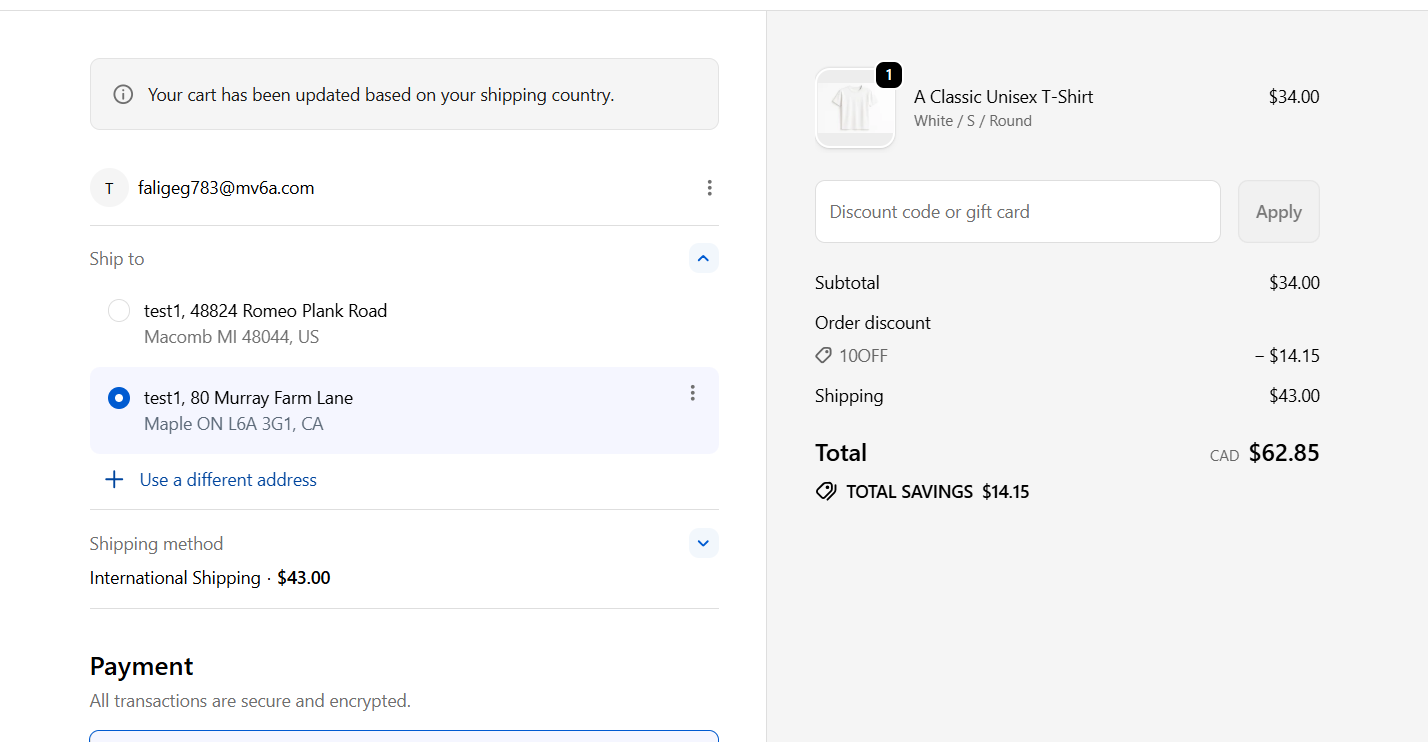 Your cart has been updated based on your shipping country.
T
faligeg783@mv6a.com
Ship to
test1, 48824 Romeo Plank Road
Macomb MI 48044, US
test1, 80 Murray Farm Lane
Maple ON L6A 3G1, CA
Use a different address
Shipping method
International Shipping · $43.00
Payment
All transactions are secure and encrypted.
1
A Classic Unisex T-Shirt $34.00
White / S / Round
Discount code or gift card Apply
Subtotal $34.00
Order discount
10OFF − $14.15
Shipping $43.00
Total CAD $62.85
TOTAL SAVINGS $14.15